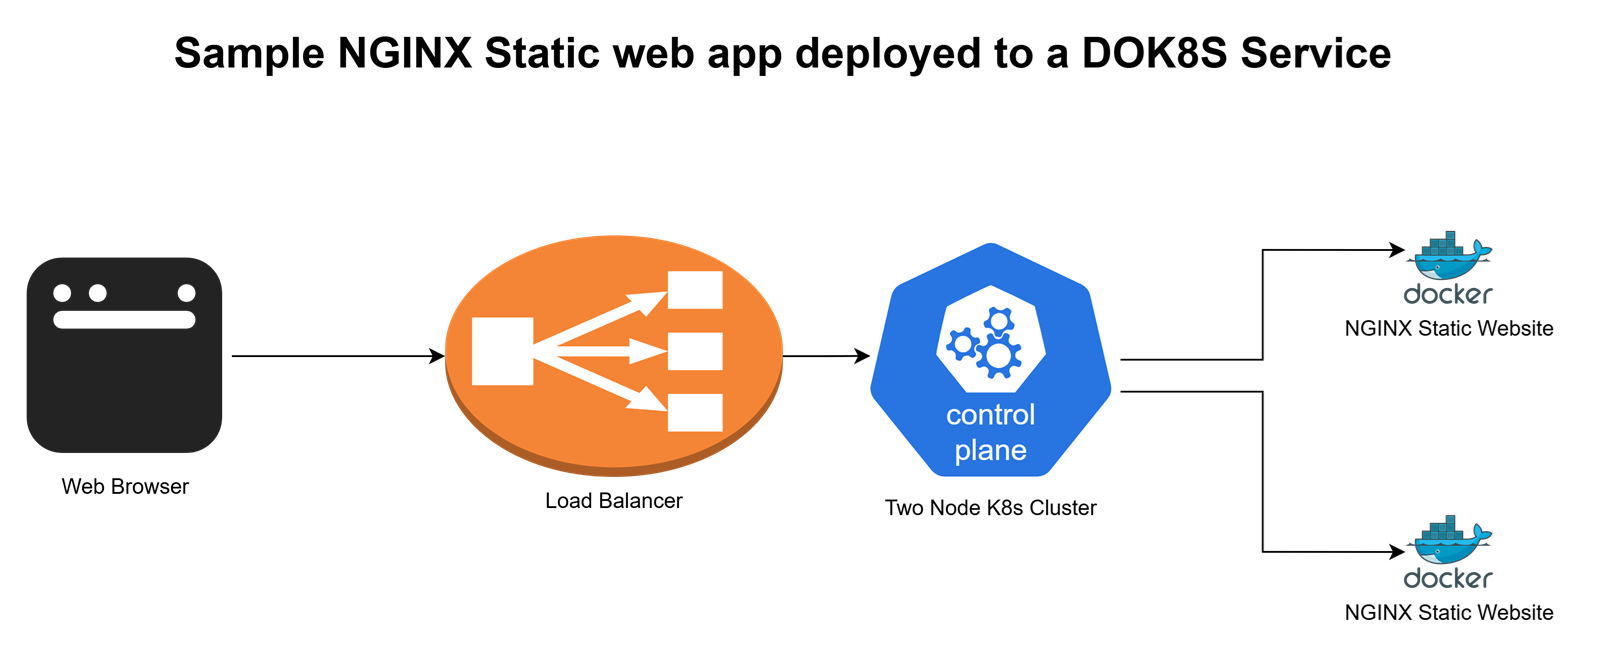 Sample NGINX Static web app deployed to a DOK8S Service
Web Browser
Load Balancer
control
plane
Two Node K8s Cluster
docker
NGINX Static Website
docker
NGINX Static Website